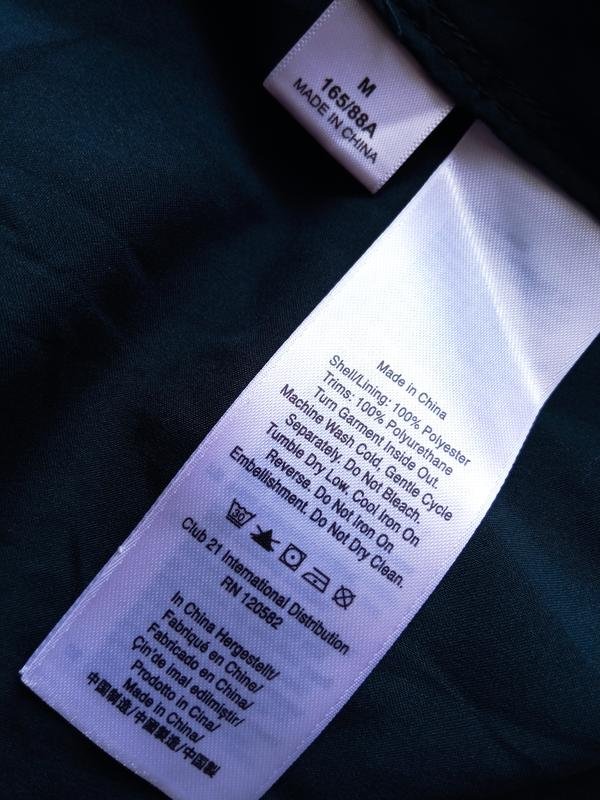 M
165/88A
MADE IN CHINA
Made in China
Shell/Lining: 100% Polyester
Trims: 100% Polyurethane
Turn Garment Inside Out.
Machine Wash Cold, Gentle Cycle
Separately. Do Not Bleach.
Tumble Dry Low. Cool Iron On
Reverse. Do Not Iron On
Embellishment. Do Not Dry Clean.
30
Club 21 International Distribution
RN 120582
In China Hergestellt/
Fabriqué en Chine/
Fabricado en China/
Çin'de imal edilmiştir/
Prodotto in Cina/
Made in China/
中国制造/中國製造/中国製